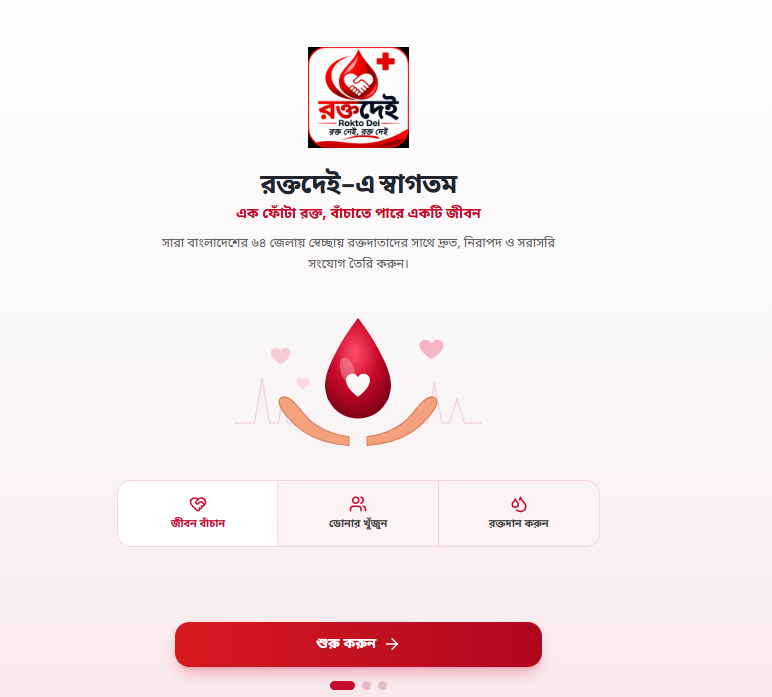 রক্তদেই
Rokto Dei
রক্ত নেই, রক্ত দেই
রক্তদেই–এ স্বাগতম
এক ফোঁটা রক্ত, বাঁচাতে পারে একটি জীবন
সারা বাংলাদেশের ৬৪ জেলায় স্বেচ্ছায় রক্তদাতাদের সাথে দ্রুত, নিরাপদ ও সরাসরি
সংযোগ তৈরি করুন।
জীবন বাঁচান
ডোনার খুঁজুন
রক্তদান করুন
শুরু করুন